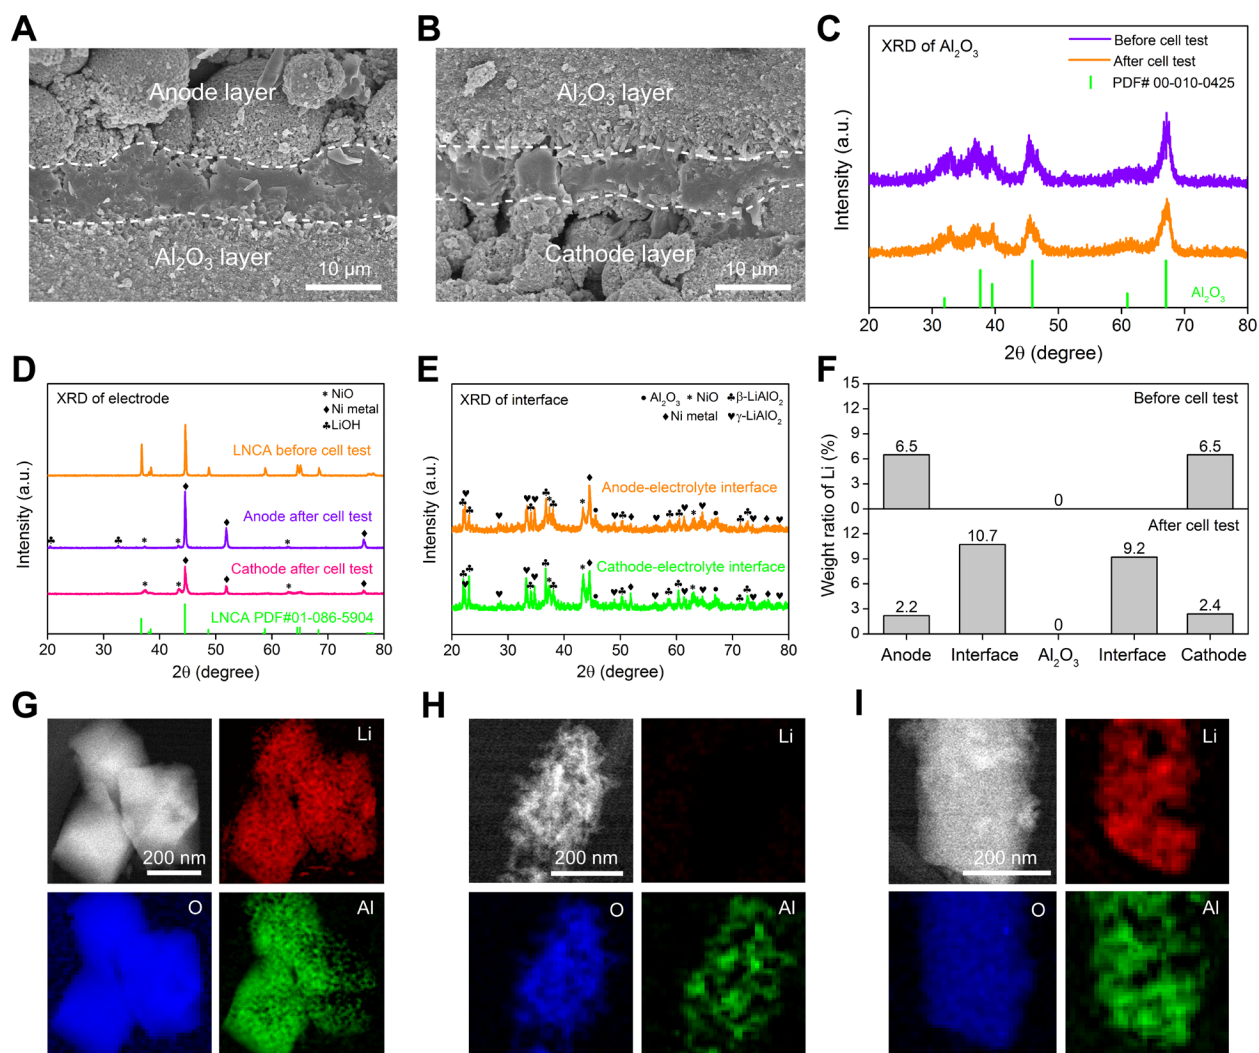 A
Anode layer
Al₂O₃ layer
10 µm
B
Al₂O₃ layer
Cathode layer
10 µm
C
XRD of Al₂O₃
Before cell test
After cell test
PDF# 00-010-0425
Al₂O₃
Intensity (a.u.)
20 30 40 50 60 70 80
2θ (degree)
D
XRD of electrode
* NiO
♦ Ni metal
♣ LiOH
LNCA before cell test
Anode after cell test
Cathode after cell test
LNCA PDF#01-086-5904
Intensity (a.u.)
20 30 40 50 60 70 80
2θ (degree)
E
XRD of interface
• Al₂O₃ * NiO ♣ β-LiAlO₂
♦ Ni metal ♥ γ-LiAlO₂
Anode-electrolyte interface
Cathode-electrolyte interface
Intensity (a.u.)
20 30 40 50 60 70 80
2θ (degree)
F
Weight ratio of Li (%)
15
12
9
6
3
0
Before cell test
6.5
0
6.5
12
9
6
3
0
After cell test
2.2
10.7
0
9.2
2.4
Anode Interface Al₂O₃ Interface Cathode
G
200 nm
Li
O
Al
H
200 nm
Li
O
Al
I
200 nm
Li
O
Al